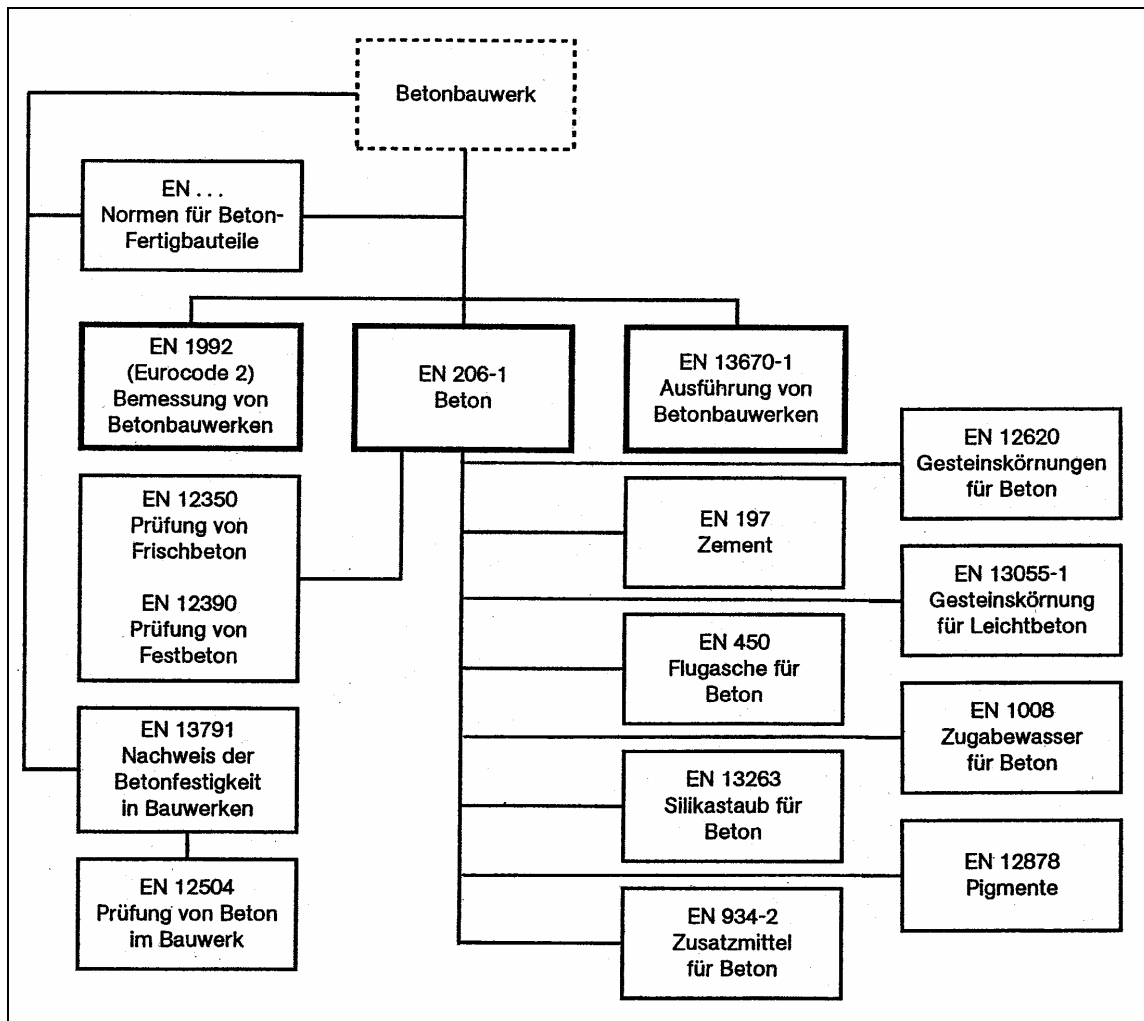 Betonbauwerk
EN . . .
Normen für Beton-
Fertigbauteile
EN 1992
(Eurocode 2)
Bemessung von
Betonbauwerken
EN 206-1
Beton
EN 13670-1
Ausführung von
Betonbauwerken
EN 12620
Gesteinskörnungen
für Beton
EN 12350
Prüfung von
Frischbeton
EN 12390
Prüfung von
Festbeton
EN 197
Zement
EN 13055-1
Gesteinskörnung
für Leichtbeton
EN 450
Flugasche für
Beton
EN 1008
Zugabewasser
für Beton
EN 13791
Nachweis der
Betonfestigkeit
in Bauwerken
EN 13263
Silikastaub für
Beton
EN 12878
Pigmente
EN 12504
Prüfung von Beton
im Bauwerk
EN 934-2
Zusatzmittel
für Beton